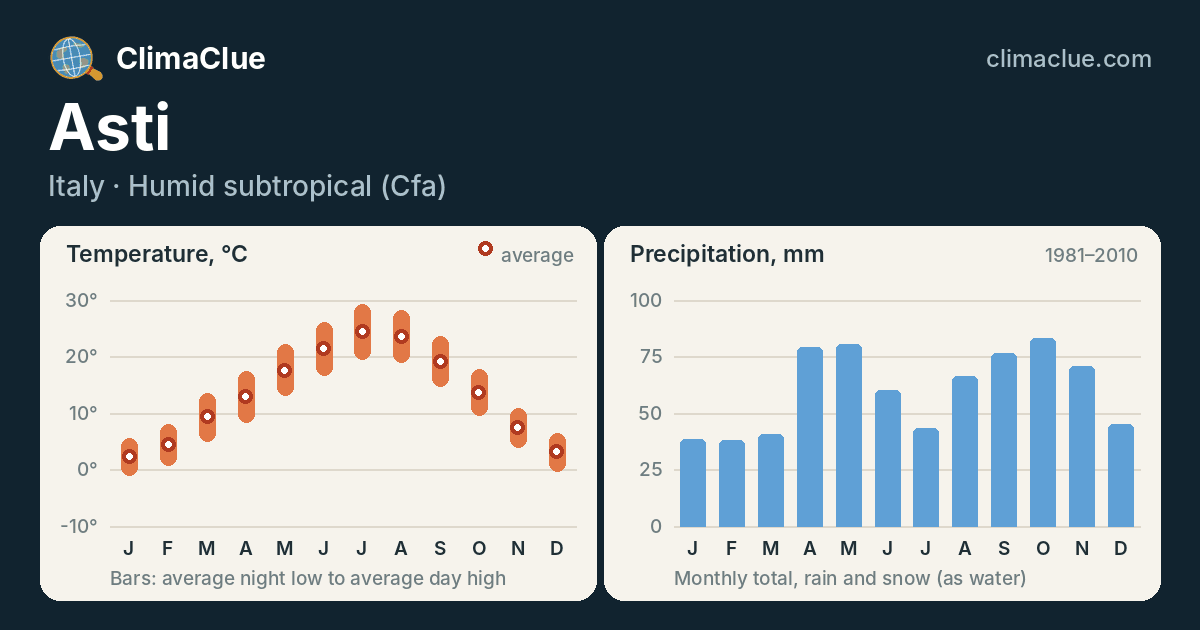 ClimaClue
climaclue.com
Asti
Italy · Humid subtropical (Cfa)
Temperature, °C
average
30°
20°
10°
0°
-10°
J F M A M J J A S O N D
Bars: average night low to average day high
Precipitation, mm
1981–2010
100
75
50
25
0
J F M A M J J A S O N D
Monthly total, rain and snow (as water)